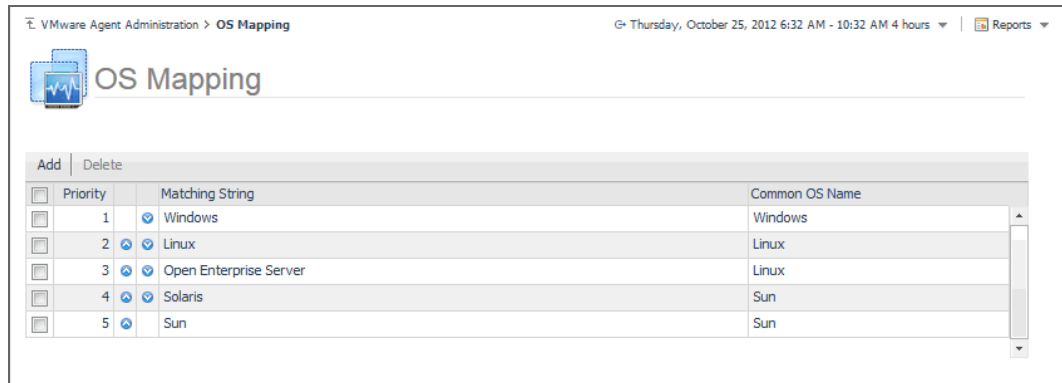 VMware Agent Administration > OS Mapping
Thursday, October 25, 2012 6:32 AM - 10:32 AM 4 hours
Reports
OS Mapping
Add Delete
Priority Matching String Common OS Name
1 Windows Windows
2 Linux Linux
3 Open Enterprise Server Linux
4 Solaris Sun
5 Sun Sun